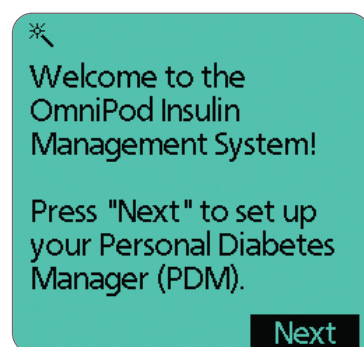 Welcome to the
OmniPod Insulin
Management System!
Press "Next" to set up
your Personal Diabetes
Manager (PDM).
Next